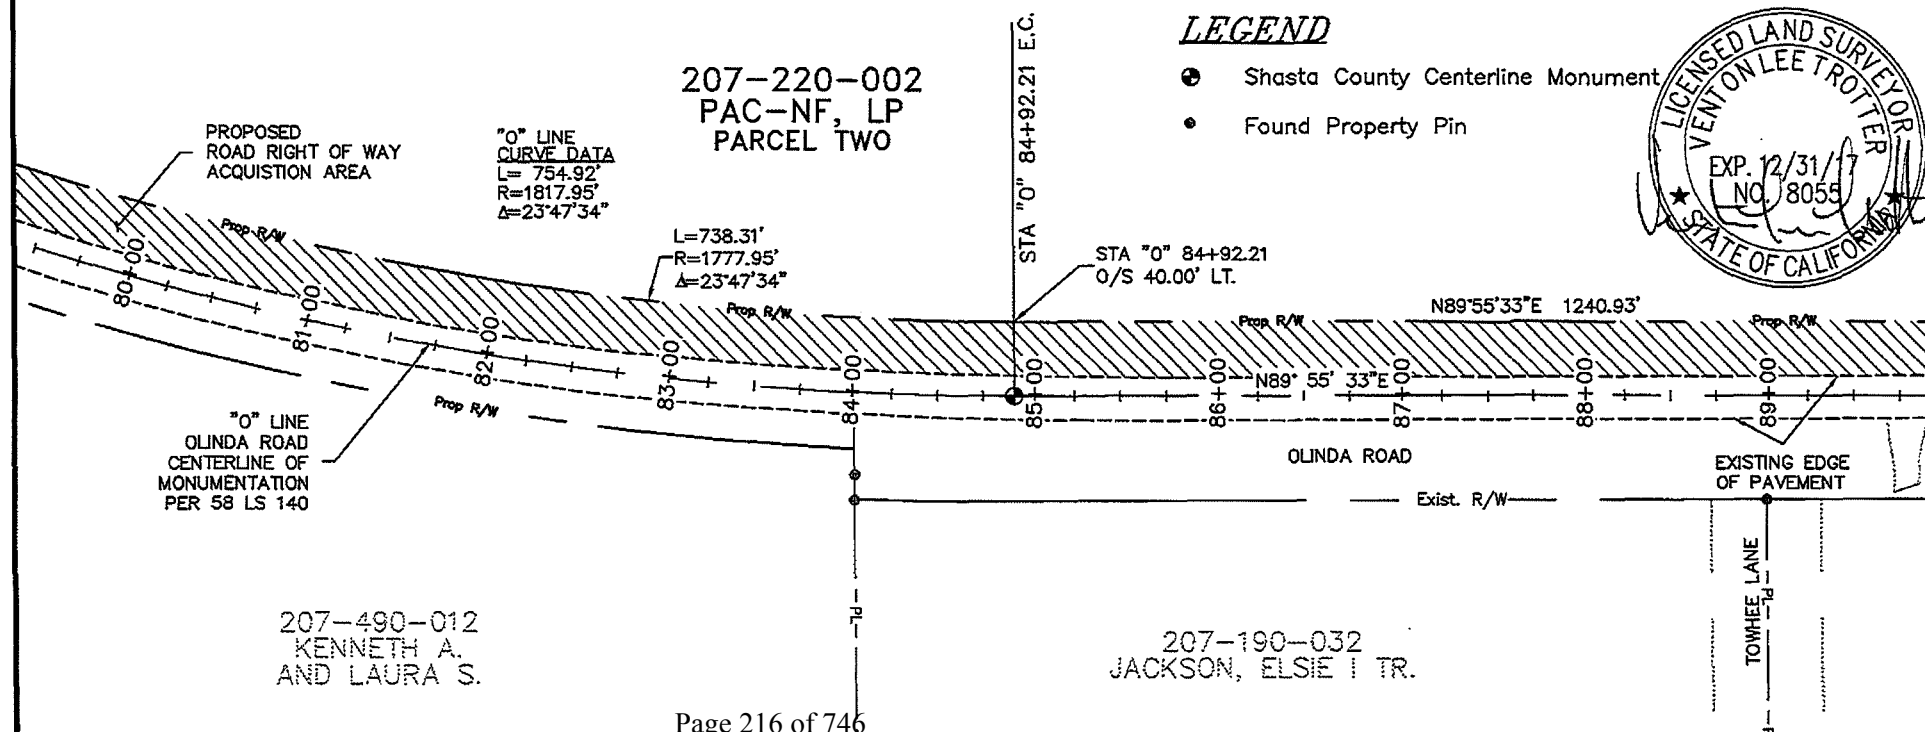 LEGEND
Shasta County Centerline Monument
Found Property Pin
LICENSED LAND SURVEYOR
VENTON LEE TROTTER
EXP. 12/31/17
NO. 8055
STATE OF CALIFORNIA
207-220-002
PAC-NF, LP
PARCEL TWO
STA "O" 84+92.21 E.C.
PROPOSED
ROAD RIGHT OF WAY
ACQUISTION AREA
"O" LINE
CURVE DATA
L= 754.92'
R=1817.95'
Δ=23°47'34"
L=738.31'
R=1777.95'
Δ=23°47'34"
STA "O" 84+92.21
O/S 40.00' LT.
Prop R/W
Prop R/W
Prop R/W
N89°55'33"E 1240.93'
Prop R/W
80+00
81+00
82+00
83+00
84+00
85+00
86+00
N89° 55' 33"E
87+00
88+00
89+00
Prop R/W
"O" LINE
OLINDA ROAD
CENTERLINE OF
MONUMENTATION
PER 58 LS 140
OLINDA ROAD
EXISTING EDGE
OF PAVEMENT
Exist. R/W
PL
TOWHEE LANE
PL
207-490-012
KENNETH A.
AND LAURA S.
207-190-032
JACKSON, ELSIE I TR.
Page 216 of 746